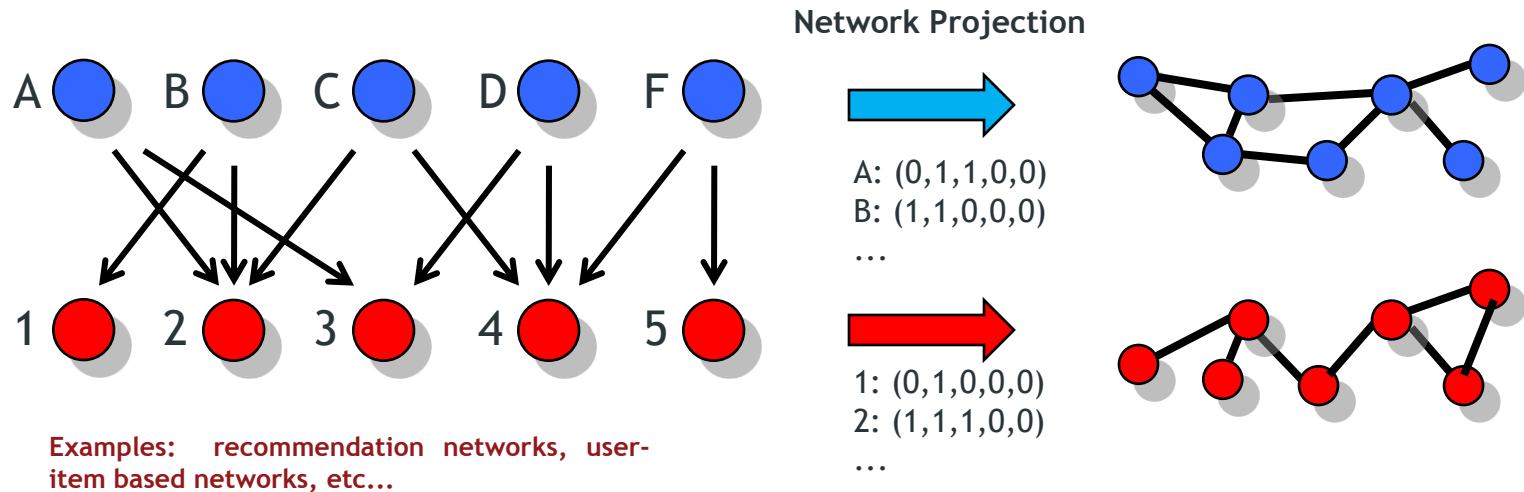 Network Projection
A B C D F
A: (0,1,1,0,0)
B: (1,1,0,0,0)
...
1 2 3 4 5
1: (0,1,0,0,0)
2: (1,1,1,0,0)
...
Examples: recommendation networks, user-
item based networks, etc...